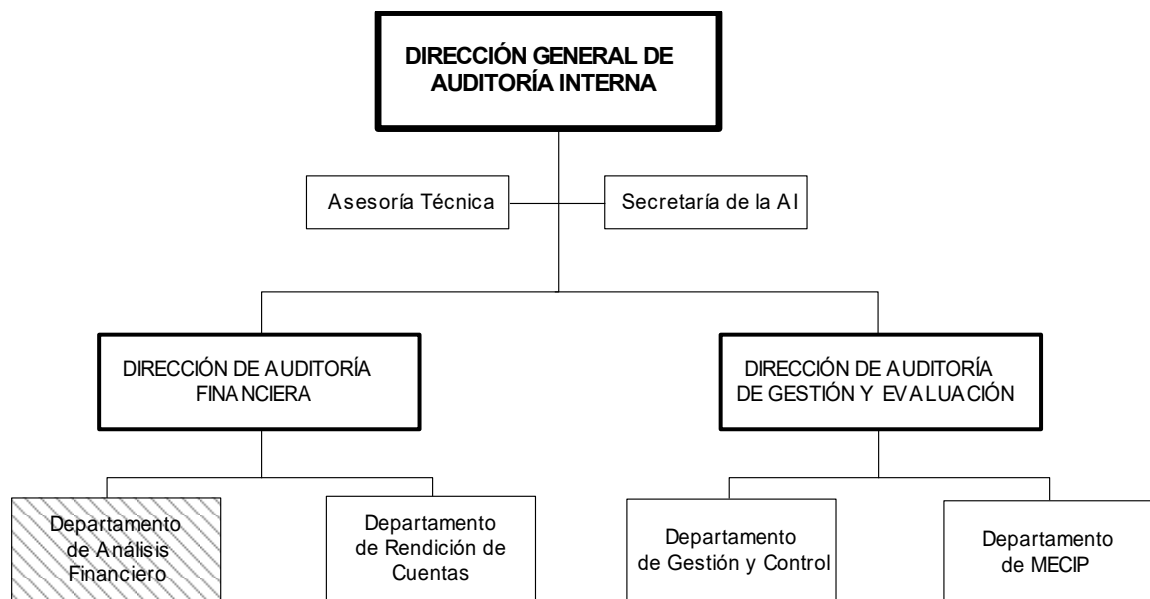 DIRECCIÓN GENERAL DE
AUDITORÍA INTERNA
Asesoría Técnica
Secretaría de la AI
DIRECCIÓN DE AUDITORÍA
FINANCIERA
DIRECCIÓN DE AUDITORÍA
DE GESTIÓN Y EVALUACIÓN
Departamento
de Análisis
Financiero
Departamento
de Rendición de
Cuentas
Departamento
de Gestión y Control
Departamento
de MECIP